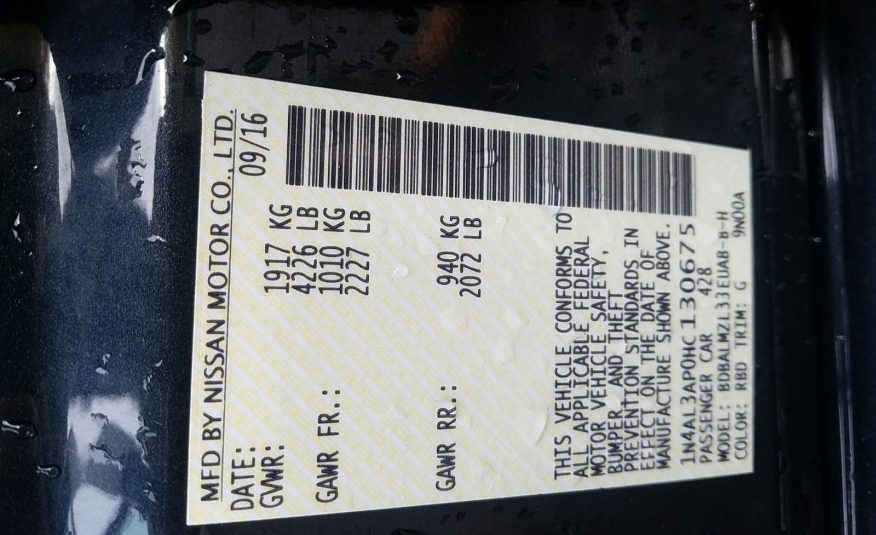 MFD BY NISSAN MOTOR CO., LTD.
DATE: 09/16
GVWR: 1917 KG
4226 LB
GAWR FR.: 1010 KG
2227 LB
GAWR RR.: 940 KG
2072 LB
THIS VEHICLE CONFORMS TO
ALL APPLICABLE FEDERAL
MOTOR VEHICLE SAFETY,
BUMPER, AND THEFT
PREVENTION STANDARDS IN
EFFECT ON THE DATE OF
MANUFACTURE SHOWN ABOVE.
1N4AL3AP0HC130675
PASSENGER CAR 428
MODEL: BDBALMZL33EUAB-B-H
COLOR: RBD TRIM: G 9N00A